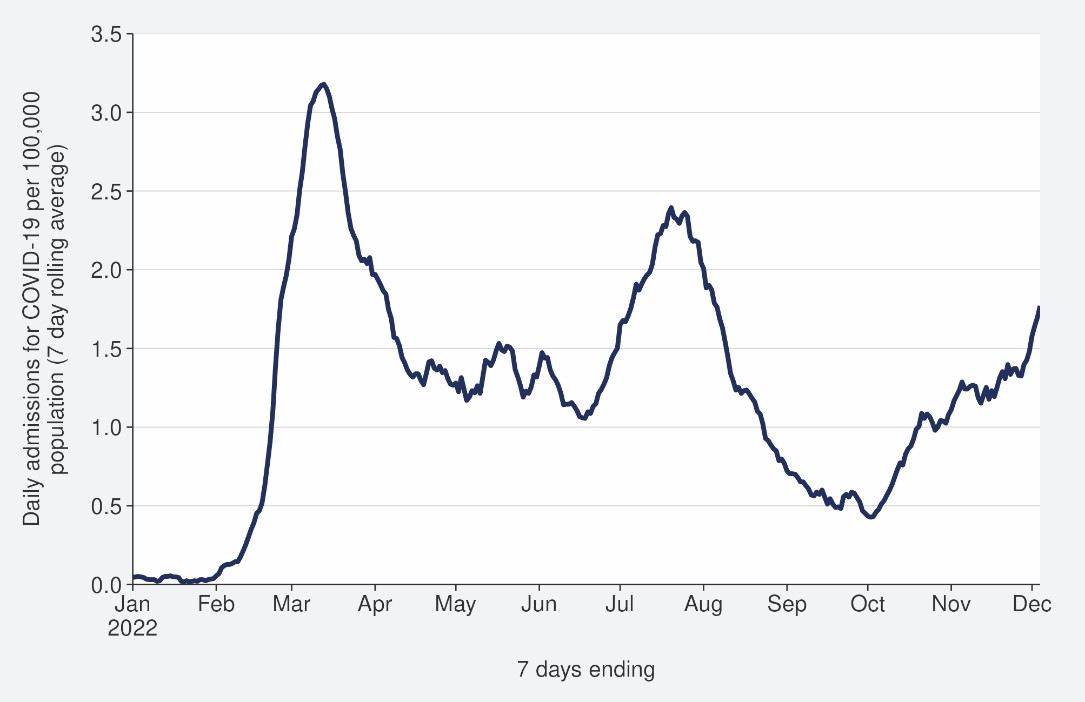 Daily admissions for COVID-19 per 100,000
population (7 day rolling average)
3.5
3.0
2.5
2.0
1.5
1.0
0.5
0.0
Jan Feb Mar Apr May Jun Jul Aug Sep Oct Nov Dec
2022
7 days ending